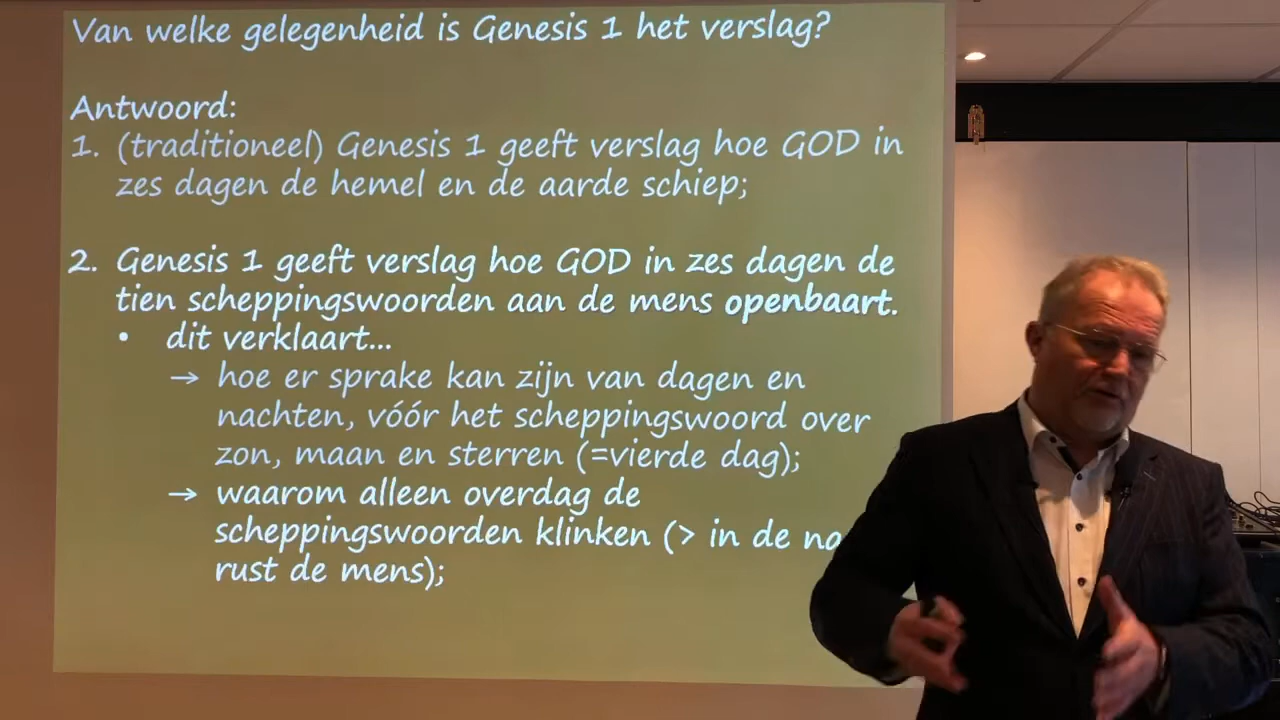 Van welke gelegenheid is Genesis 1 het verslag?
Antwoord:
1. (traditioneel) Genesis 1 geeft verslag hoe GOD in
zes dagen de hemel en de aarde schiep;
2. Genesis 1 geeft verslag hoe GOD in zes dagen de
tien scheppingswoorden aan de mens openbaart.
• dit verklaart...
→ hoe er sprake kan zijn van dagen en
nachten, vóór het scheppingswoord over
zon, maan en sterren (=vierde dag);
→ waarom alleen overdag de
scheppingswoorden klinken (> in de
rust de mens);